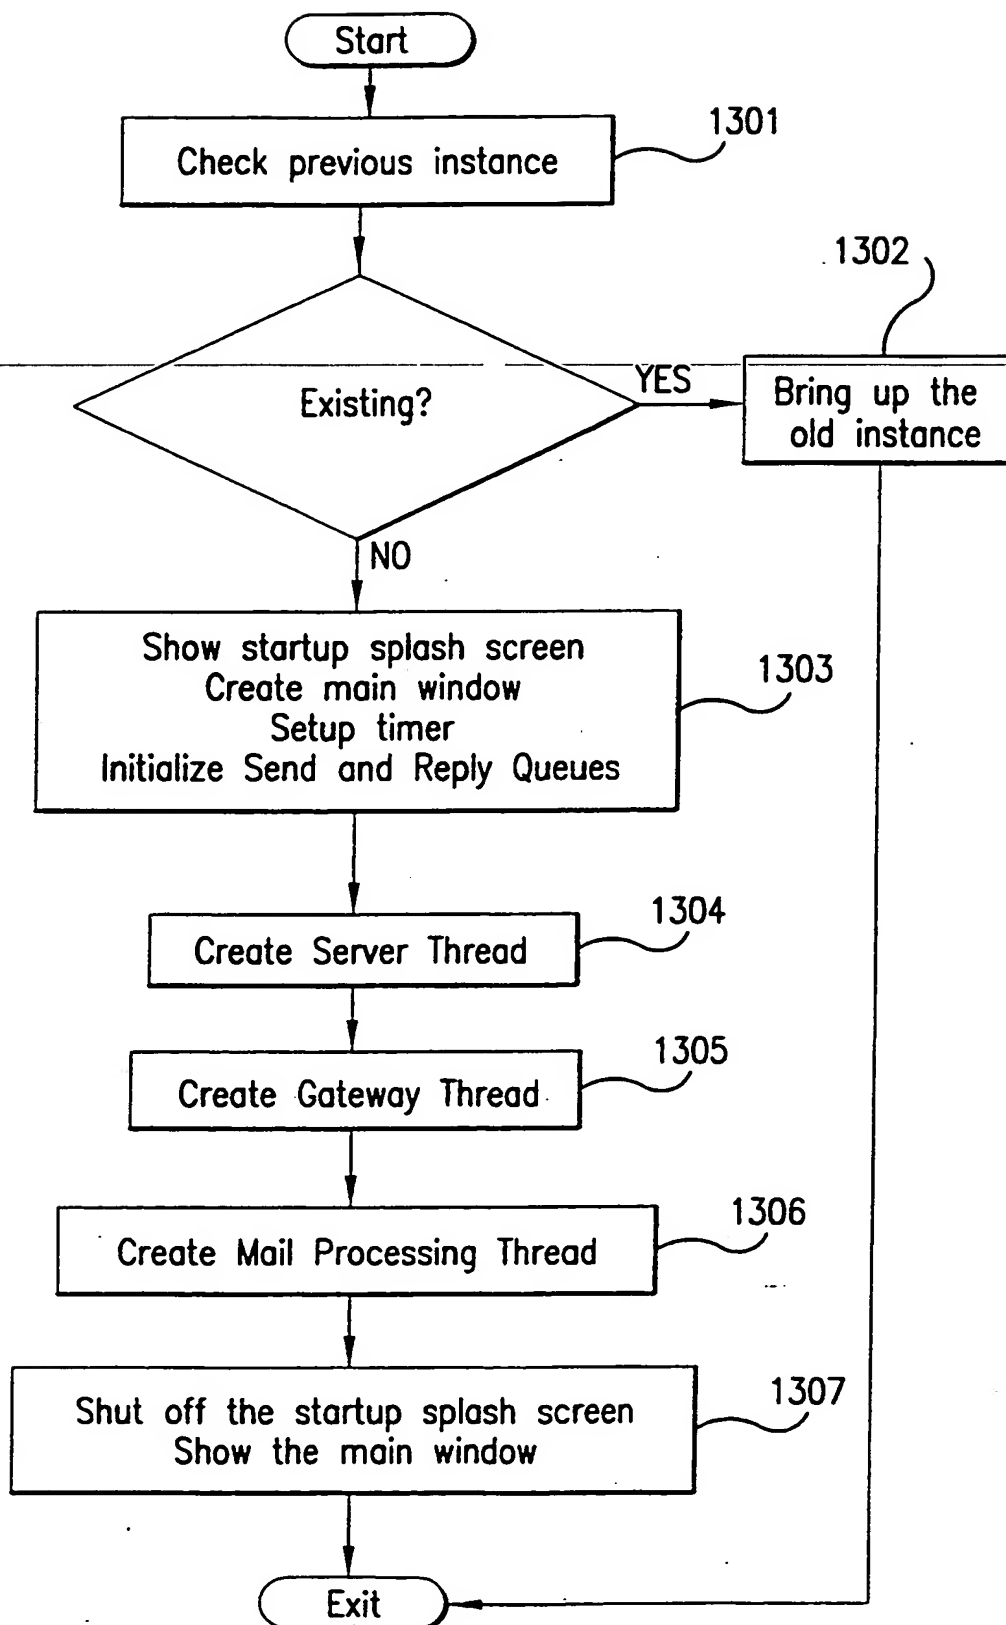 Start
1301
Check previous instance
1302
Existing?
YES
Bring up the
old instance
NO
Show startup splash screen
Create main window
Setup timer
Initialize Send and Reply Queues
1303
1304
Create Server Thread
1305
Create Gateway Thread
1306
Create Mail Processing Thread
1307
Shut off the startup splash screen
Show the main window
Exit